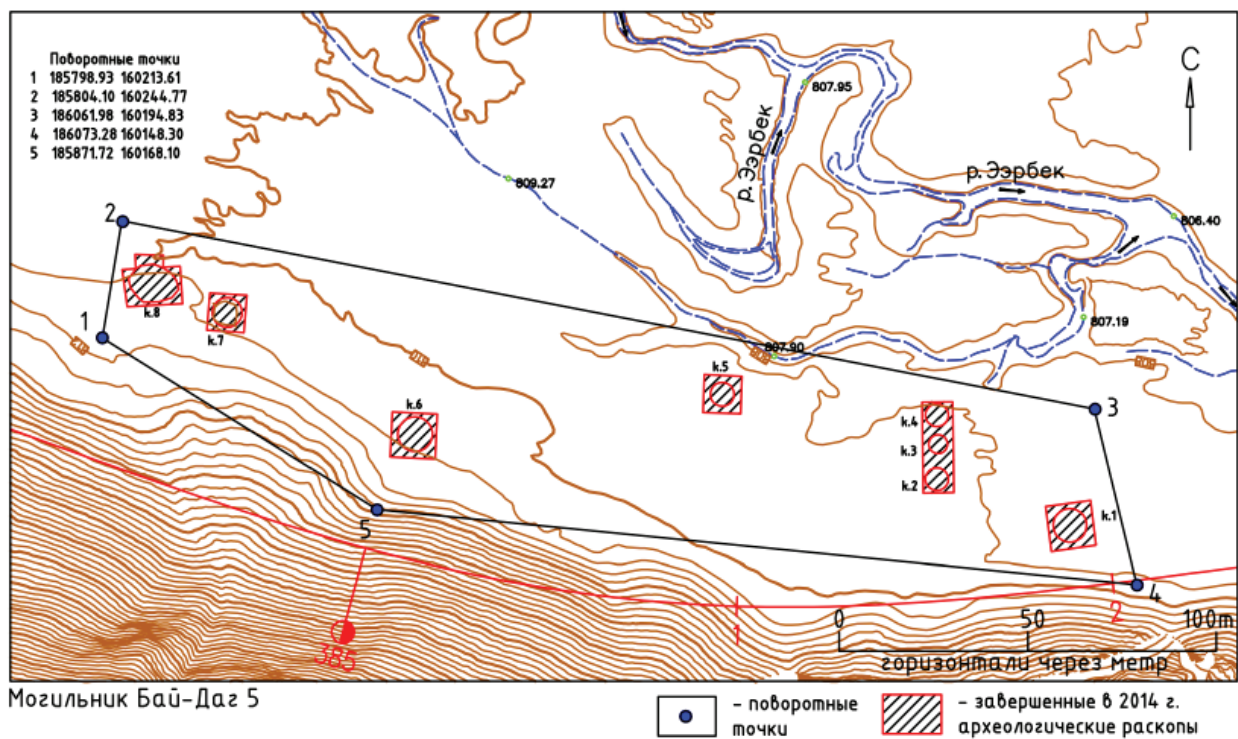 Поворотные точки
1 185798.93 160213.61
2 185804.10 160244.77
3 186061.98 160194.83
4 186073.28 160148.30
5 185871.72 160168.10
С
807.95
р. Ээрбек
р. Ээрбек
809.27
806.40
2
к.8
к.7
1
807.19
807.90
к.5
3
к.6
к.4
к.3
к.2
к.1
5
4
385
1
2
0 50 100m
горизонтали через метр
Могильник Бай-Даг 5
– поворотные
точки
– завершенные в 2014 г.
археологические раскопы